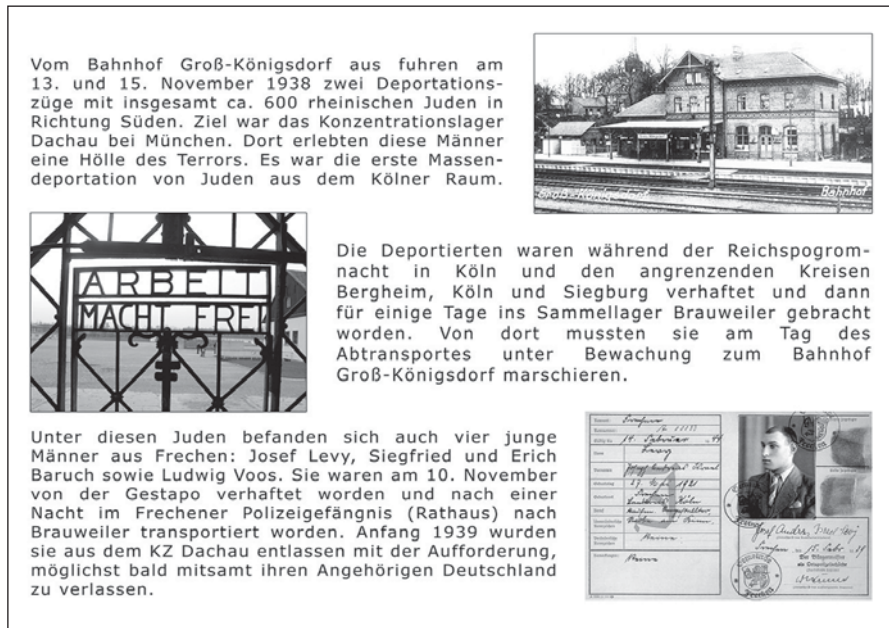 Vom Bahnhof Groß-Königsdorf aus fuhren am
13. und 15. November 1938 zwei Deportations-
züge mit insgesamt ca. 600 rheinischen Juden in
Richtung Süden. Ziel war das Konzentrationslager
Dachau bei München. Dort erlebten diese Männer
eine Hölle des Terrors. Es war die erste Massen-
deportation von Juden aus dem Kölner Raum.
Groß-Königsdorf Bahnhof
ARBEIT
MACHT FREI
Die Deportierten waren während der Reichspogrom-
nacht in Köln und den angrenzenden Kreisen
Bergheim, Köln und Siegburg verhaftet und dann
für einige Tage ins Sammellager Brauweiler gebracht
worden. Von dort mussten sie am Tag des
Abtransportes unter Bewachung zum Bahnhof
Groß-Königsdorf marschieren.
Unter diesen Juden befanden sich auch vier junge
Männer aus Frechen: Josef Levy, Siegfried und Erich
Baruch sowie Ludwig Voos. Sie waren am 10. November
von der Gestapo verhaftet worden und nach einer
Nacht im Frechener Polizeigefängnis (Rathaus) nach
Brauweiler transportiert worden. Anfang 1939 wurden
sie aus dem KZ Dachau entlassen mit der Aufforderung,
möglichst bald mitsamt ihren Angehörigen Deutschland
zu verlassen.
Frechen
Levy